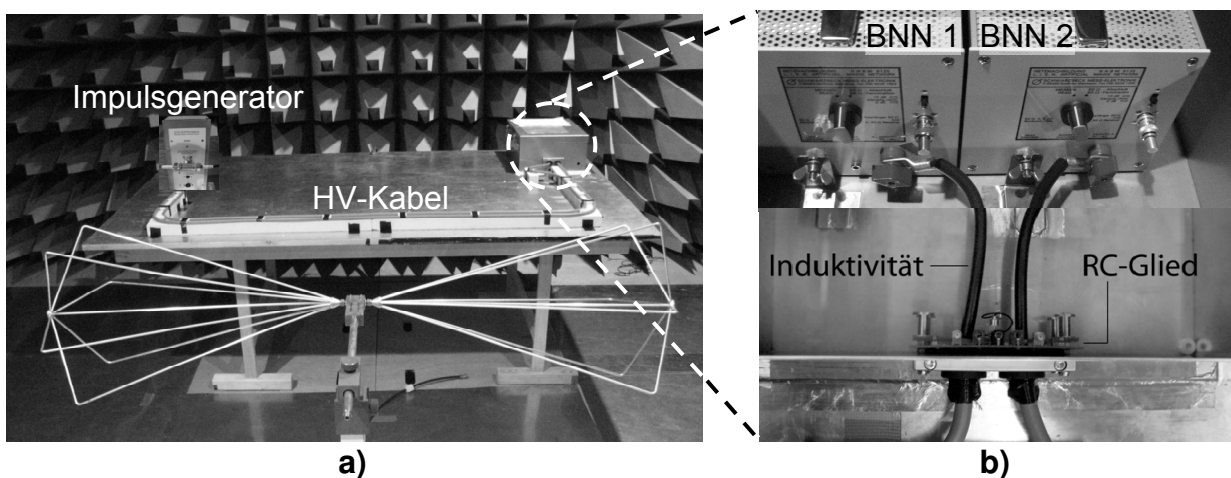 Impulsgenerator
HV-Kabel
a)
BNN 1
BNN 2
Induktivität
RC-Glied
b)